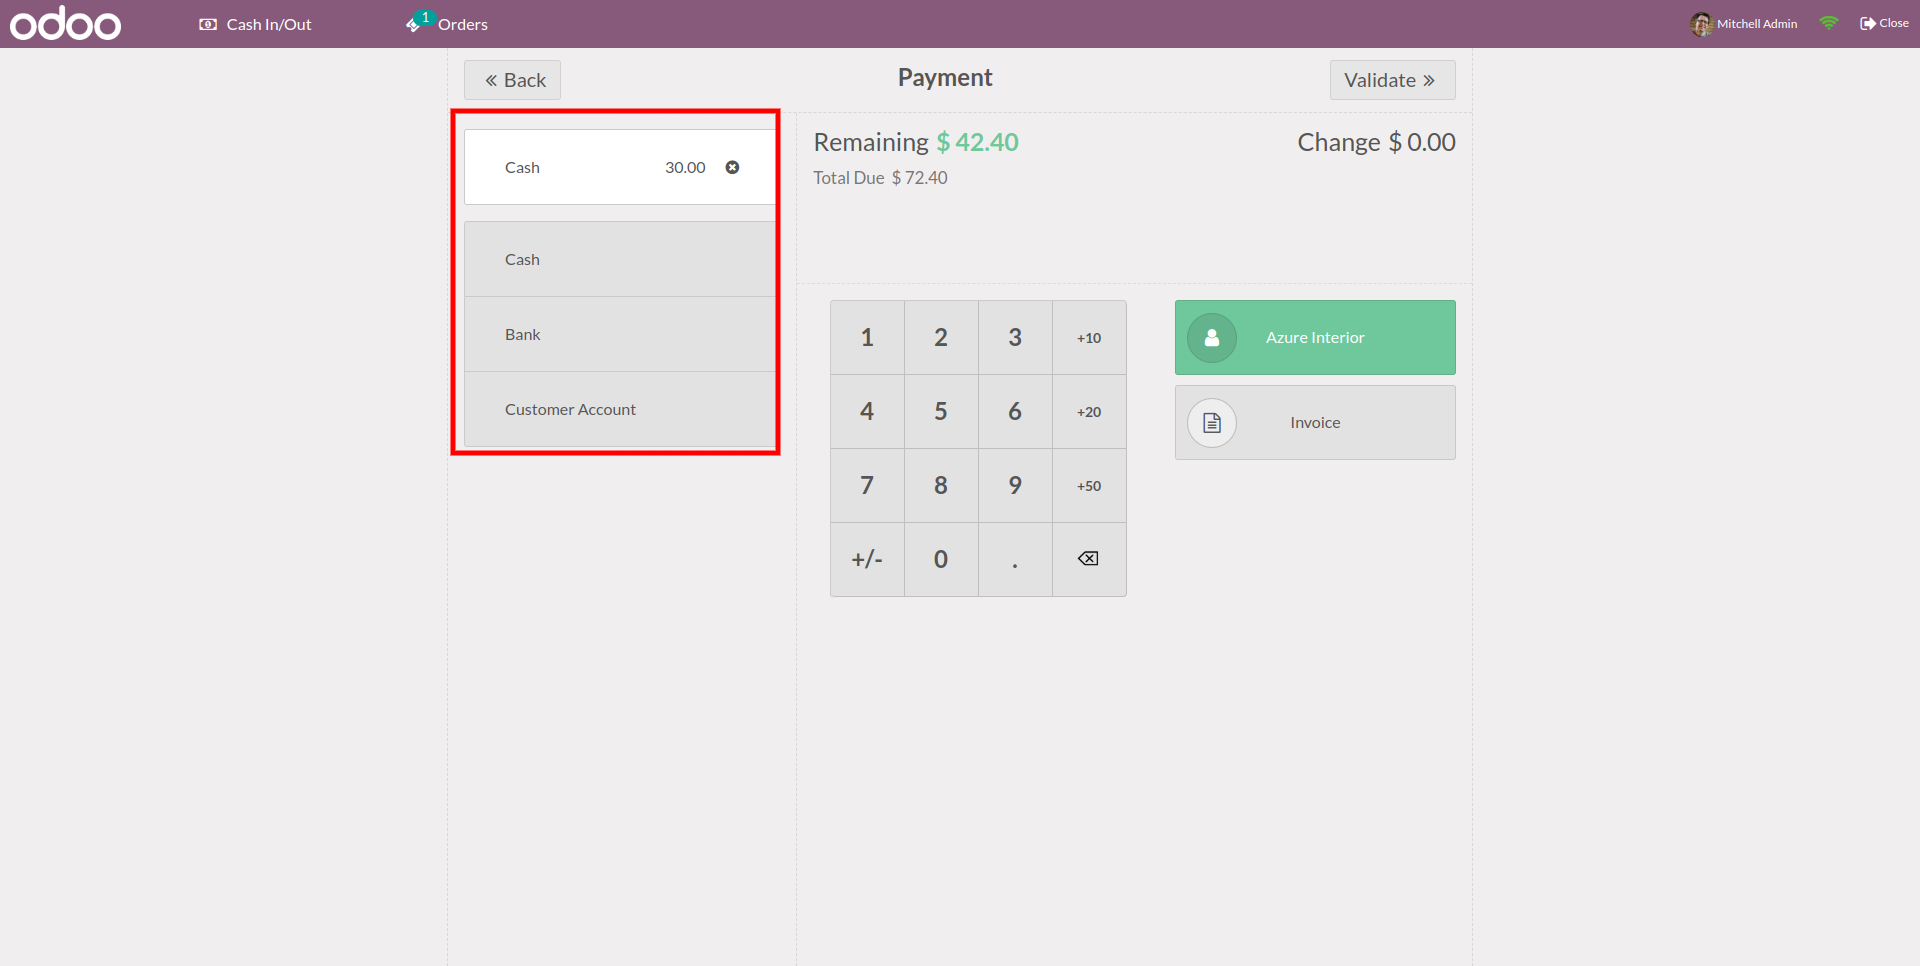 odoo
Cash In/Out
1
Orders
Mitchell Admin
Close
Back
Payment
Validate
Cash 30.00
Cash
Bank
Customer Account
Remaining $ 42.40
Total Due $ 72.40
Change $ 0.00
1 2 3 +10
4 5 6 +20
7 8 9 +50
+/- 0 .
Azure Interior
Invoice